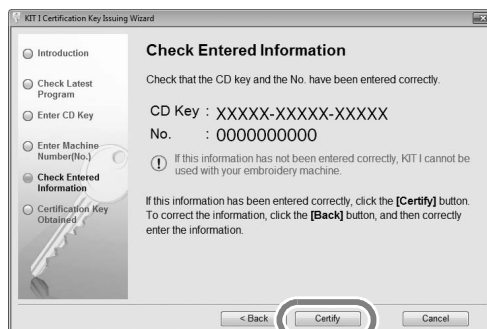 KIT I Certification Key Issuing Wizard
Introduction
Check Latest
Program
Enter CD Key
Enter Machine
Number(No.)
Check Entered
Information
Certification Key
Obtained
Check Entered Information
Check that the CD key and the No. have been entered correctly.
CD Key : XXXXX-XXXXX-XXXXX
No. : 0000000000
If this information has not been entered correctly, KIT I cannot be
used with your embroidery machine.
If this information has been entered correctly, click the [Certify] button.
To correct the information, click the [Back] button, and then correctly
enter the information.
< Back
Certify
Cancel